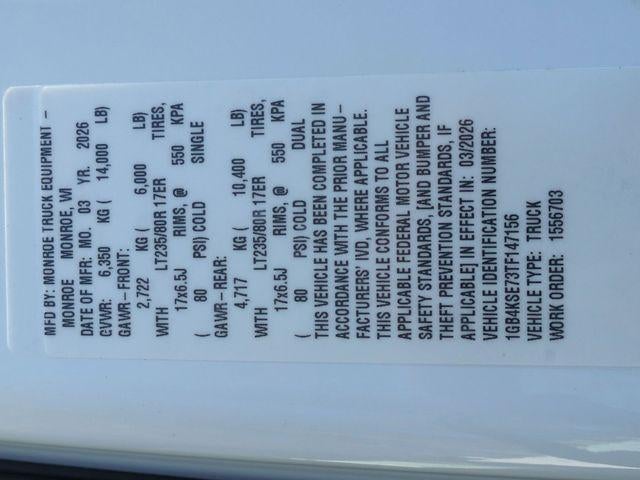 MFD BY: MONROE TRUCK EQUIPMENT –
MONROE MONROE, WI
DATE OF MFR: MO. 03 YR. 2026
GVWR: 6,350 KG ( 14,000 LB)
GAWR–FRONT:
2,722 KG ( 6,000 LB)
WITH LT235/80R 17ER TIRES,
17x6.5J RIMS, @ 550 KPA
( 80 PSI) COLD SINGLE
GAWR–REAR:
4,717 KG ( 10,400 LB)
WITH LT235/80R 17ER TIRES,
17x6.5J RIMS, @ 550 KPA
( 80 PSI) COLD DUAL
THIS VEHICLE HAS BEEN COMPLETED IN
ACCORDANCE WITH THE PRIOR MANU–
FACTURERS' IVD, WHERE APPLICABLE.
THIS VEHICLE CONFORMS TO ALL
APPLICABLE FEDERAL MOTOR VEHICLE
SAFETY STANDARDS, [AND BUMPER AND
THEFT PREVENTION STANDARDS, IF
APPLICABLE] IN EFFECT IN: 03/2026
VEHICLE IDENTIFICATION NUMBER:
1GB4KSE73TF147156
VEHICLE TYPE: TRUCK
WORK ORDER: 1556703